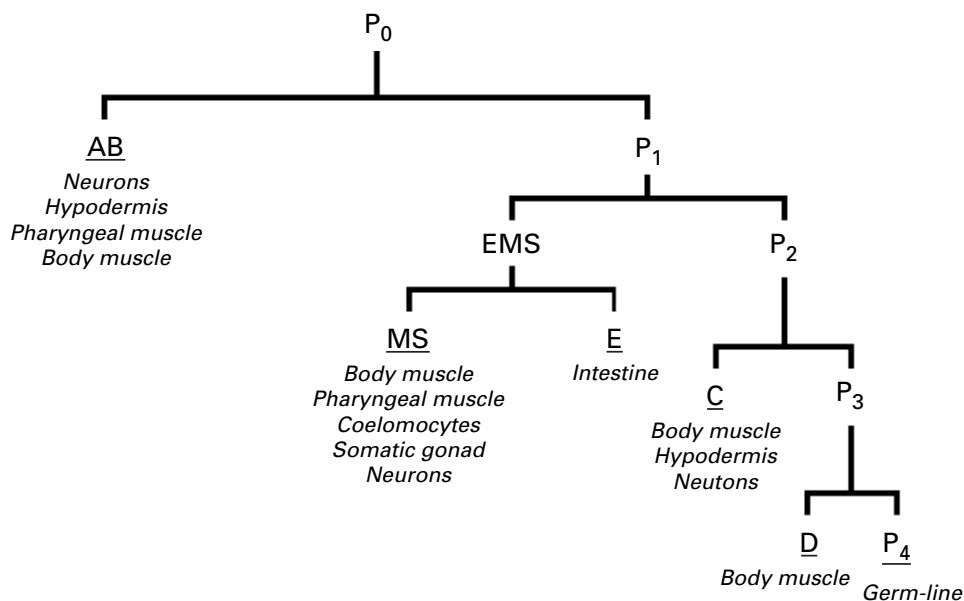 P₀
AB
Neurons
Hypodermis
Pharyngeal muscle
Body muscle
P₁
EMS
P₂
MS
Body muscle
Pharyngeal muscle
Coelomocytes
Somatic gonad
Neurons
E
Intestine
C
Body muscle
Hypodermis
Neutons
P₃
D
Body muscle
P₄
Germ-line